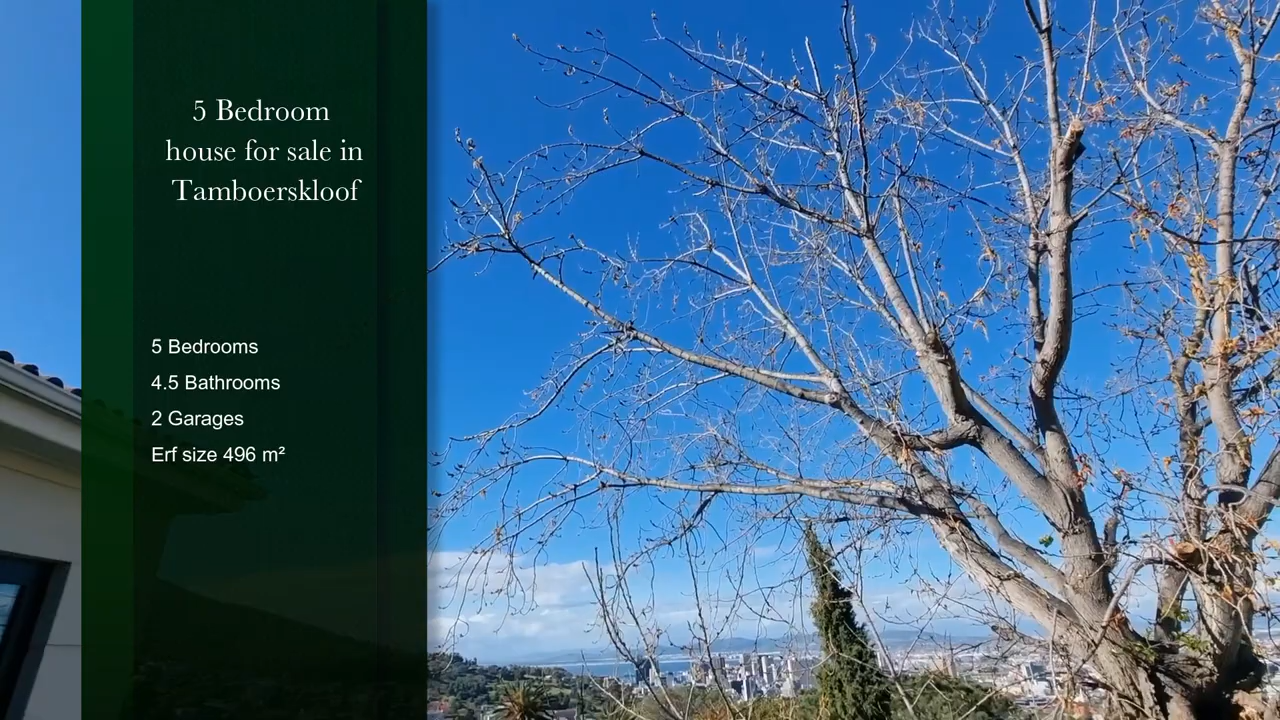 5 Bedroom
house for sale in
Tamboerskloof
5 Bedrooms
4.5 Bathrooms
2 Garages
Erf size 496 m²